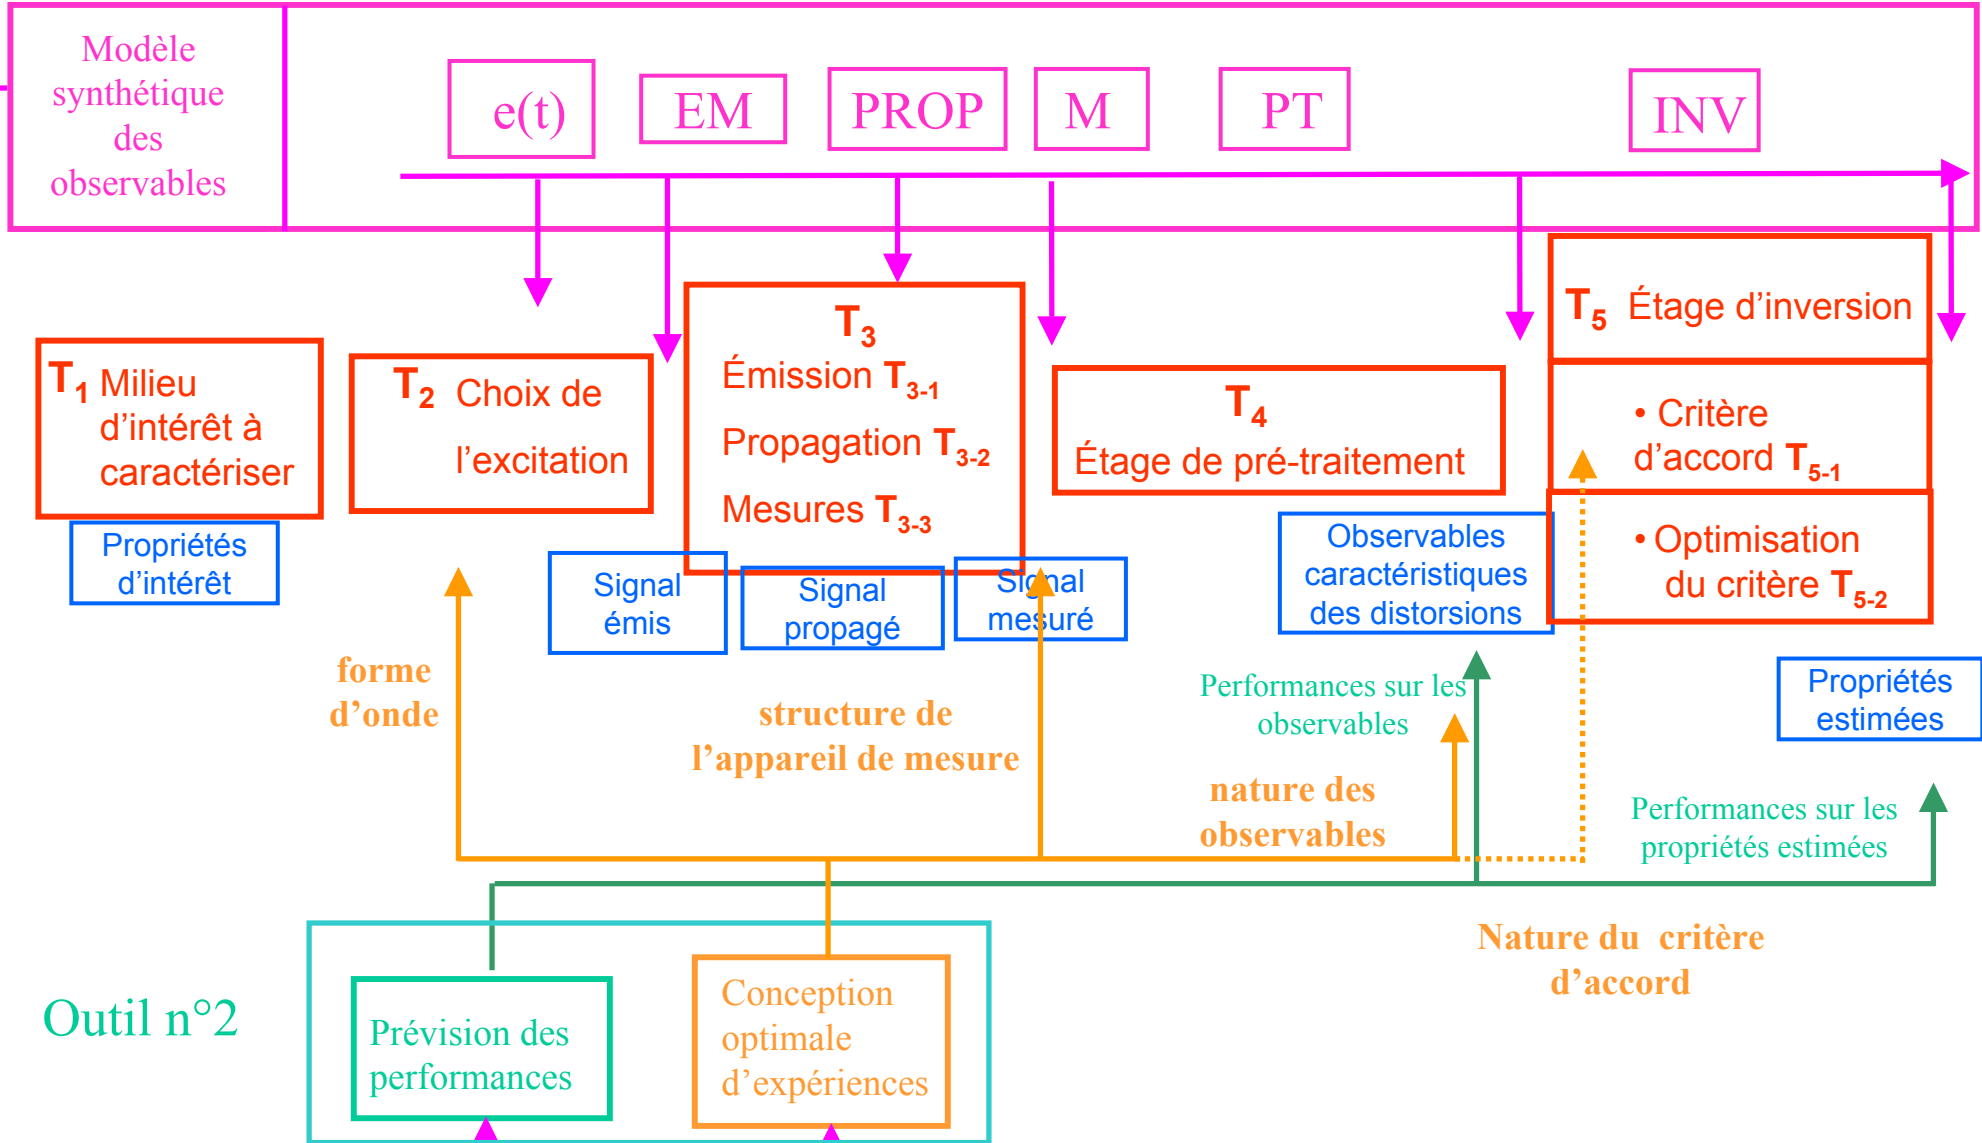 Modèle
synthétique
des
observables
e(t)
EM
PROP
M
PT
INV
T1 Milieu
d’intérêt à
caractériser
Propriétés
d’intérêt
T2 Choix de
l’excitation
T3
Émission T3-1
Propagation T3-2
Mesures T3-3
Signal
émis
Signal
propagé
Signal
mesuré
T4
Étage de pré-traitement
Observables
caractéristiques
des distorsions
T5 Étage d’inversion
• Critère
d’accord T5-1
• Optimisation
du critère T5-2
Propriétés
estimées
forme
d’onde
structure de
l’appareil de mesure
Performances sur les
observables
nature des
observables
Performances sur les
propriétés estimées
Nature du critère
d’accord
Outil n°2
Prévision des
performances
Conception
optimale
d’expériences